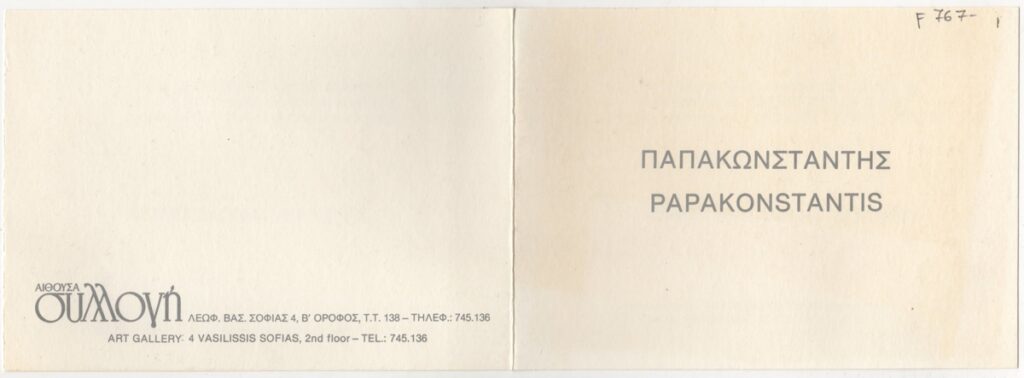 ΑΙΘΟΥΣΑ
συλλογή ΛΕΩΦ. ΒΑΣ. ΣΟΦΙΑΣ 4, Β' ΟΡΟΦΟΣ, Τ.Τ. 138 – ΤΗΛΕΦ.: 745.136
ART GALLERY: 4 VASILISSIS SOFIAS, 2nd floor – TEL.: 745.136
F 767- 1
ΠΑΠΑΚΩΝΣΤΑΝΤΗΣ
PAPAKONSTANTIS